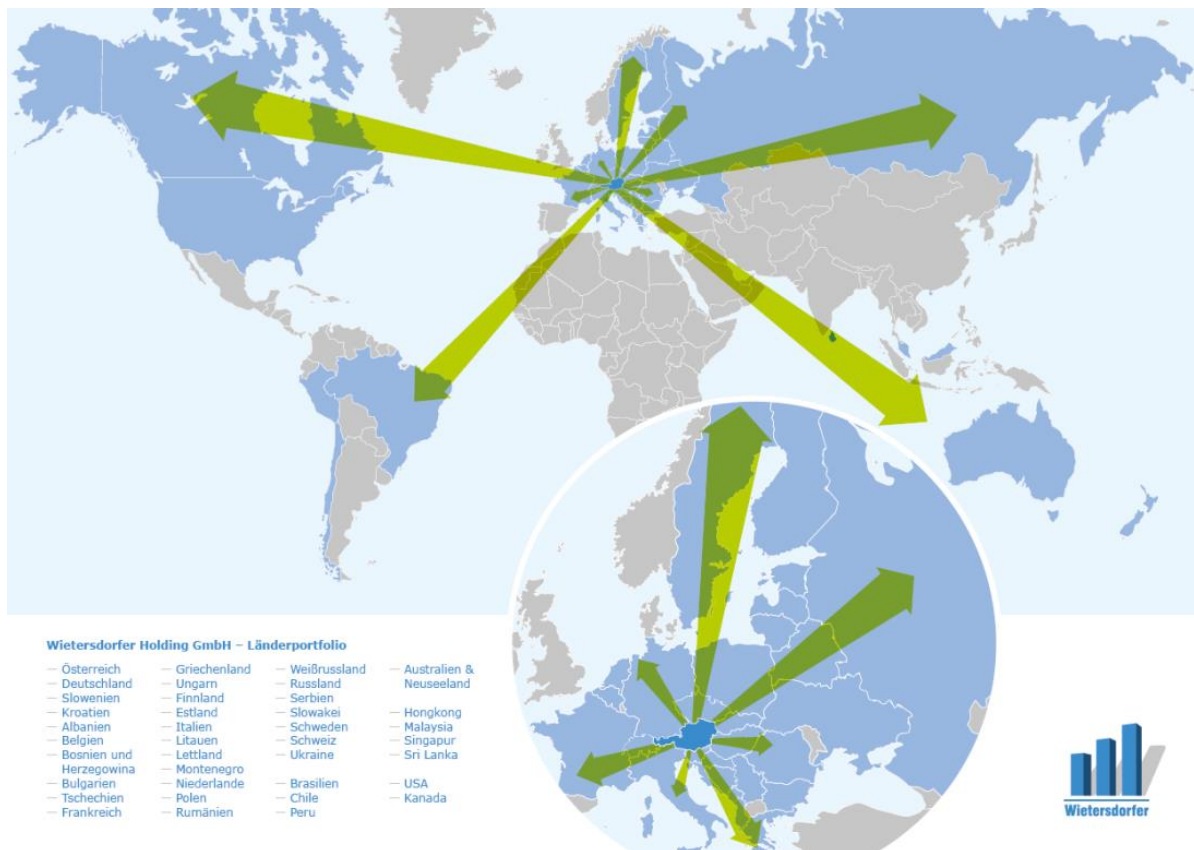 Wietersdorfer Holding GmbH – Länderportfolio
— Österreich
— Deutschland
— Slowenien
— Kroatien
— Albanien
— Belgien
— Bosnien und
Herzegowina
— Bulgarien
— Tschechien
— Frankreich
— Griechenland
— Ungarn
— Finnland
— Estland
— Italien
— Litauen
— Lettland
— Montenegro
— Niederlande
— Polen
— Rumänien
— Weißrussland
— Russland
— Serbien
— Slowakei
— Schweden
— Schweiz
— Ukraine
— Brasilien
— Chile
— Peru
— Australien &
Neuseeland
— Hongkong
— Malaysia
— Singapur
— Sri Lanka
— USA
— Kanada
Wietersdorfer